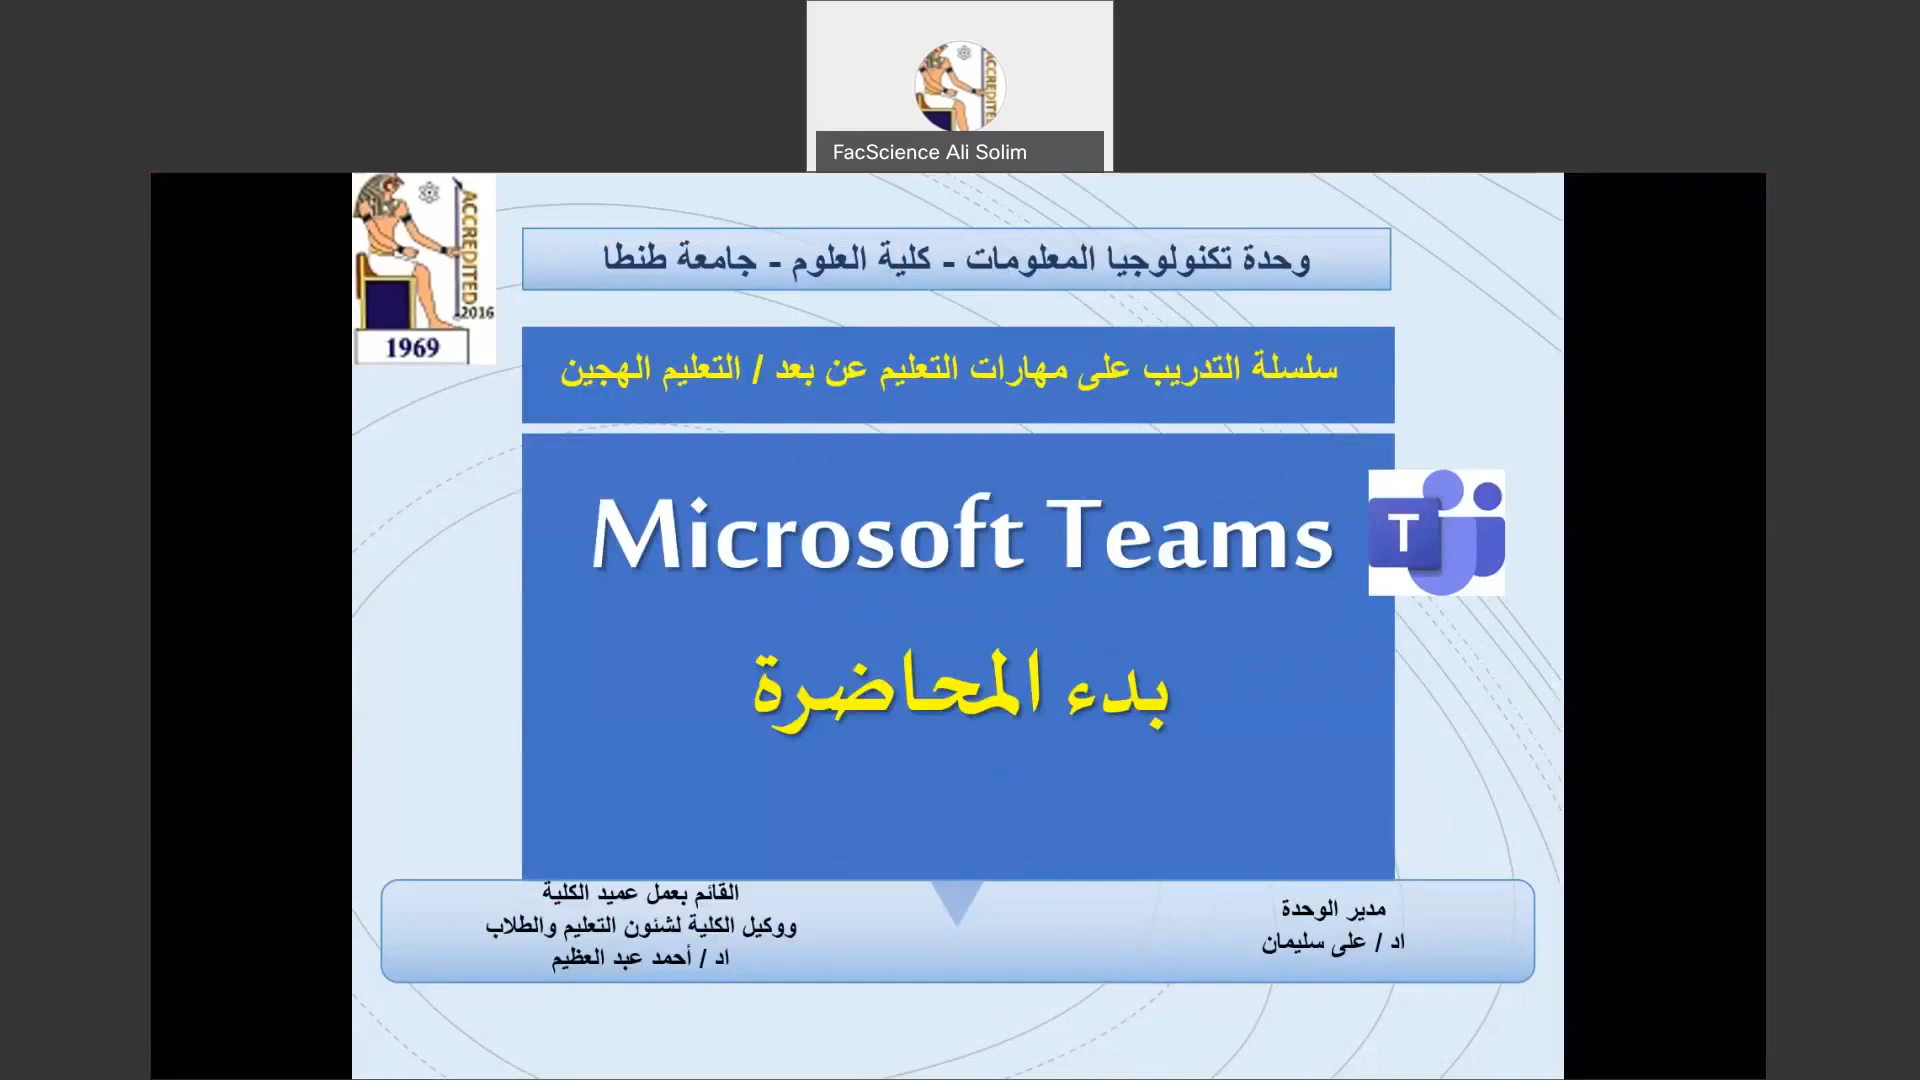 ACCREDITED
FacScience Ali Solim
ACCREDITED
2016
1969
وحدة تكنولوجيا المعلومات - كلية العلوم - جامعة طنطا
سلسلة التدريب على مهارات التعليم عن بعد / التعليم الهجين
Microsoft Teams
T
بدء المحاضرة
مدير الوحدة
اد / على سليمان
القائم بعمل عميد الكلية
ووكيل الكلية لشئون التعليم والطلاب
اد / أحمد عبد العظيم